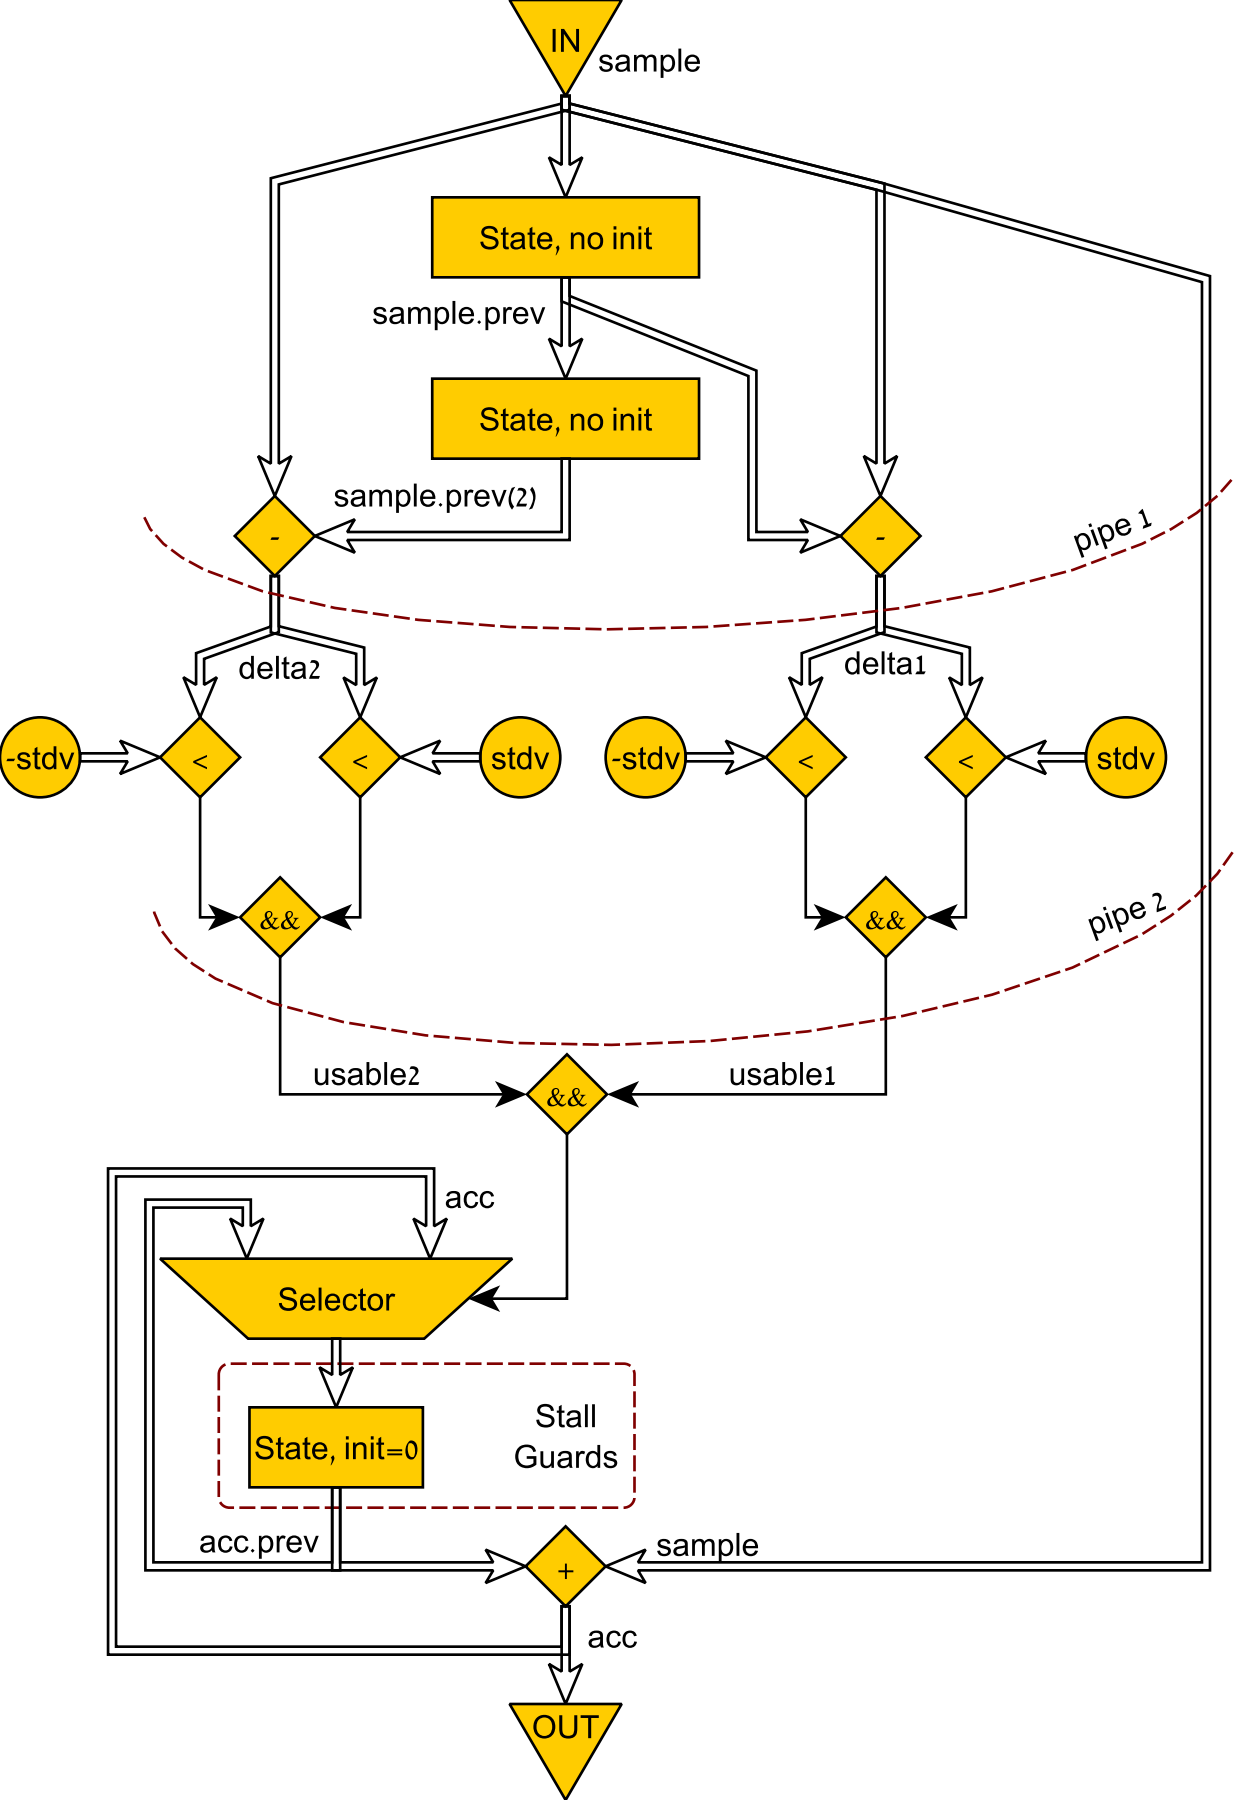 IN
sample
State, no init
sample.prev
State, no init
sample.prev(2)
-
-
pipe 1
delta2
delta1
-stdv
<
<
stdv
-stdv
<
<
stdv
&&
&&
pipe 2
usable2
&&
usable1
acc
Selector
Stall
Guards
State, init=0
acc.prev
+
sample
acc
OUT